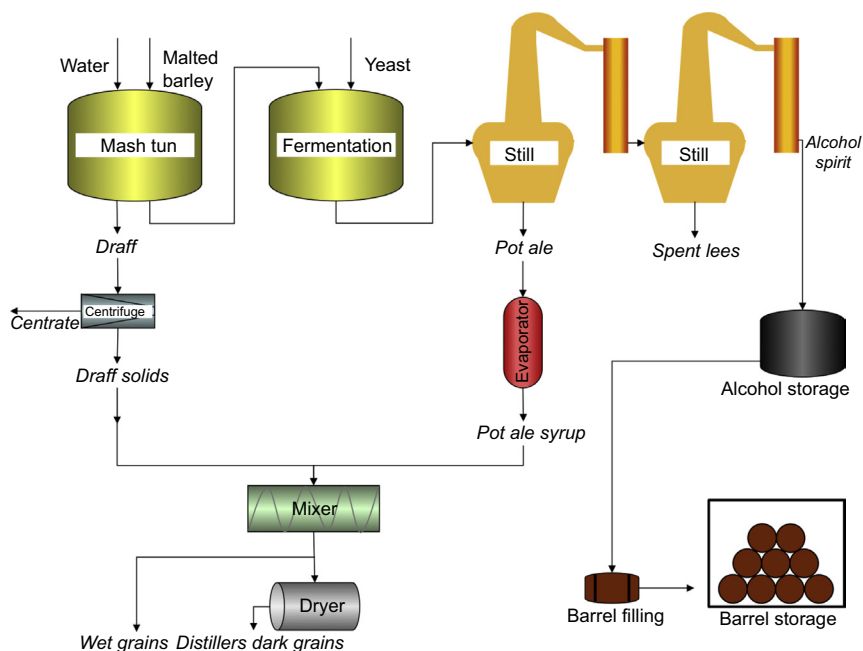 Water
Malted
barley
Yeast
Mash tun
Fermentation
Still
Still
Alcohol
spirit
Draff
Pot ale
Spent lees
Centrifuge
Centrate
Evaporator
Draff solids
Alcohol storage
Pot ale syrup
Mixer
Dryer
Barrel filling
Barrel storage
Wet grains
Distillers dark grains